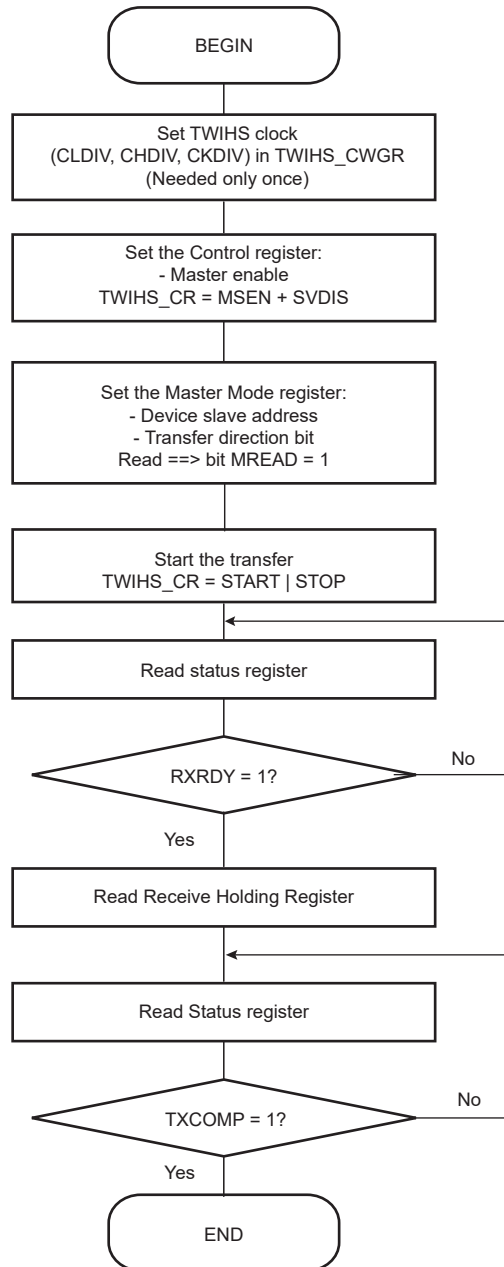 BEGIN
Set TWIHS clock
(CLDIV, CHDIV, CKDIV) in TWIHS_CWGR
(Needed only once)
Set the Control register:
- Master enable
TWIHS_CR = MSEN + SVDIS
Set the Master Mode register:
- Device slave address
- Transfer direction bit
Read ==> bit MREAD = 1
Start the transfer
TWIHS_CR = START | STOP
Read status register
RXRDY = 1?
No
Yes
Read Receive Holding Register
Read Status register
TXCOMP = 1?
No
Yes
END